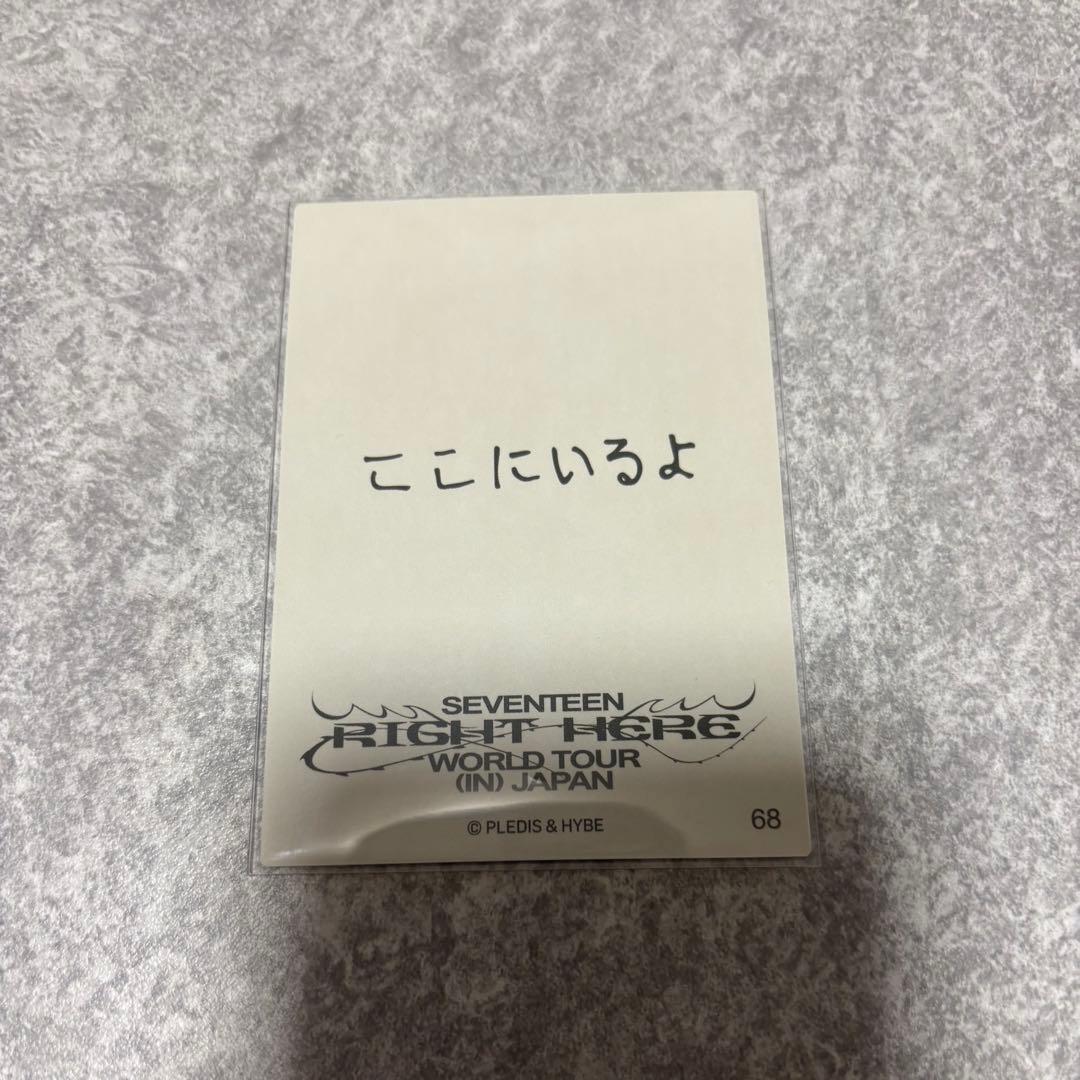 ここにいるよ
SEVENTEEN
RIGHT HERE
WORLD TOUR
(IN) JAPAN
© PLEDIS & HYBE
68